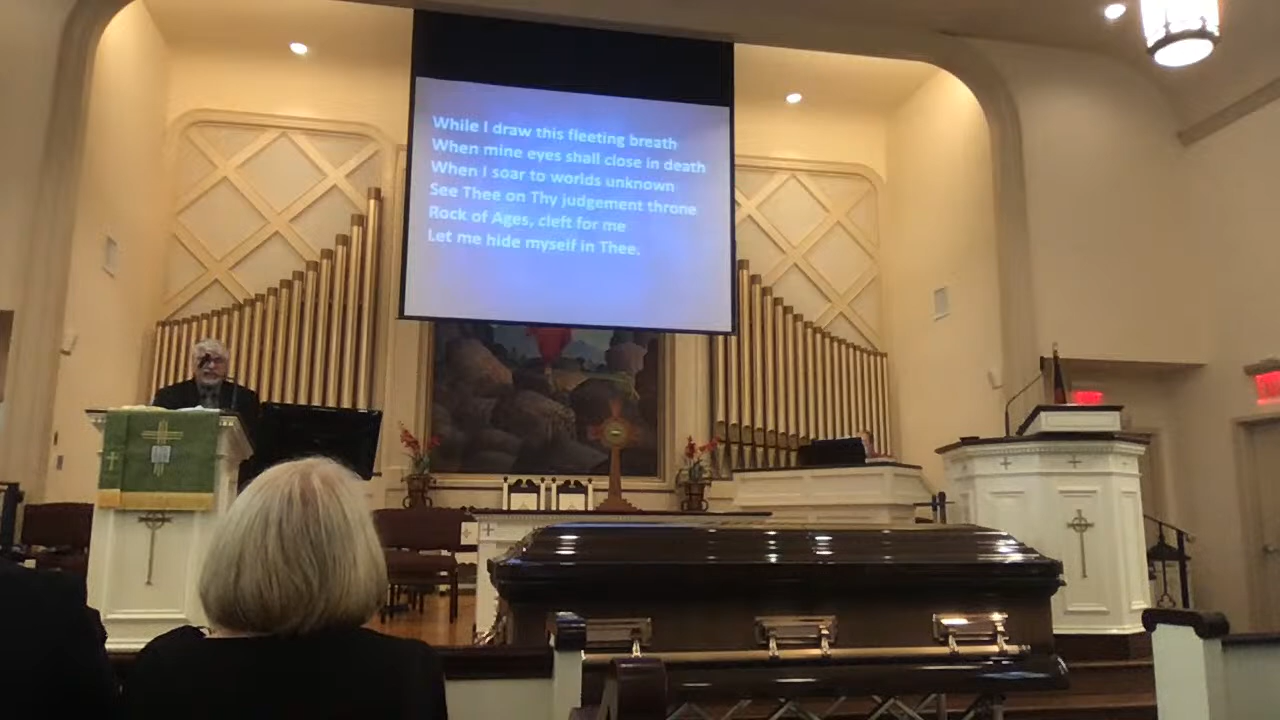 While I draw this fleeting breath
When mine eyes shall close in death
When I soar to worlds unknown
See Thee on Thy judgement throne
Rock of Ages, cleft for me
Let me hide myself in Thee.